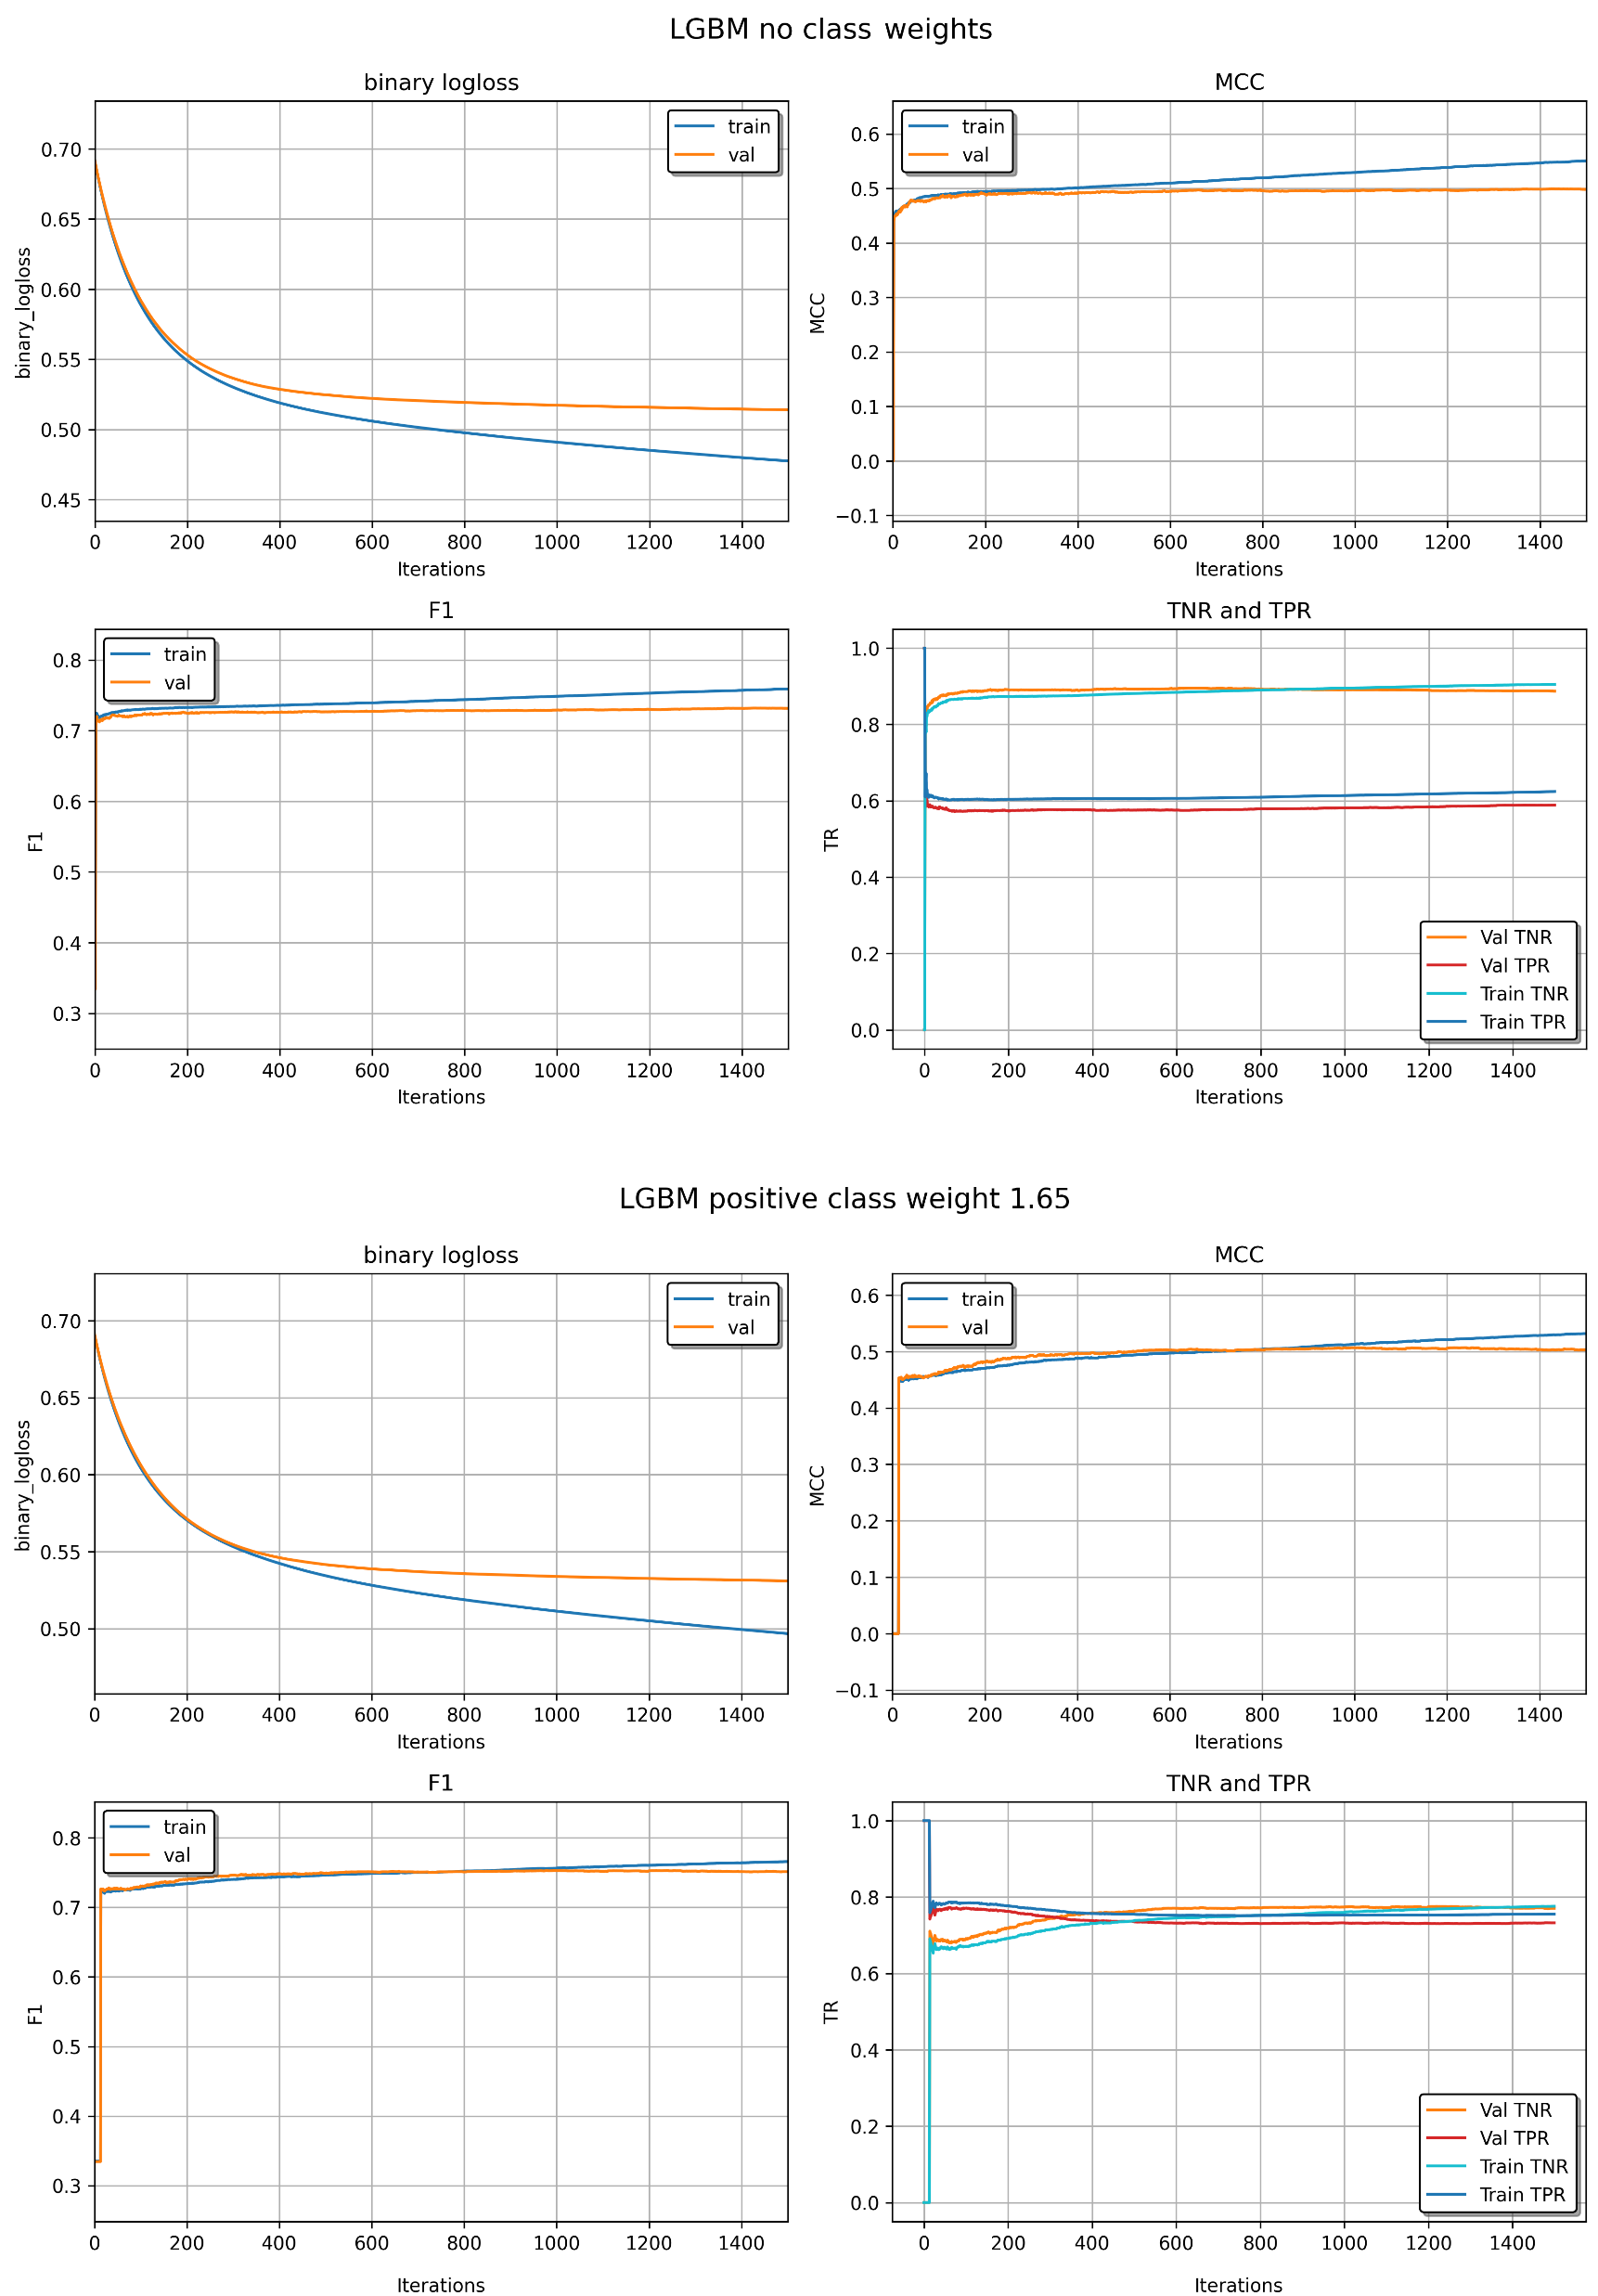 LGBM no class weights
binary logloss
train
val
binary_logloss
0.70
0.65
0.60
0.55
0.50
0.45
0 200 400 600 800 1000 1200 1400
Iterations
MCC
train
val
MCC
0.6
0.5
0.4
0.3
0.2
0.1
0.0
−0.1
0 200 400 600 800 1000 1200 1400
Iterations
F1
train
val
F1
0.8
0.7
0.6
0.5
0.4
0.3
0 200 400 600 800 1000 1200 1400
Iterations
TNR and TPR
TR
1.0
0.8
0.6
0.4
0.2
0.0
Val TNR
Val TPR
Train TNR
Train TPR
0 200 400 600 800 1000 1200 1400
Iterations
LGBM positive class weight 1.65
binary logloss
train
val
binary_logloss
0.70
0.65
0.60
0.55
0.50
0 200 400 600 800 1000 1200 1400
Iterations
MCC
train
val
MCC
0.6
0.5
0.4
0.3
0.2
0.1
0.0
−0.1
0 200 400 600 800 1000 1200 1400
Iterations
F1
train
val
F1
0.8
0.7
0.6
0.5
0.4
0.3
0 200 400 600 800 1000 1200 1400
Iterations
TNR and TPR
TR
1.0
0.8
0.6
0.4
0.2
0.0
Val TNR
Val TPR
Train TNR
Train TPR
0 200 400 600 800 1000 1200 1400
Iterations